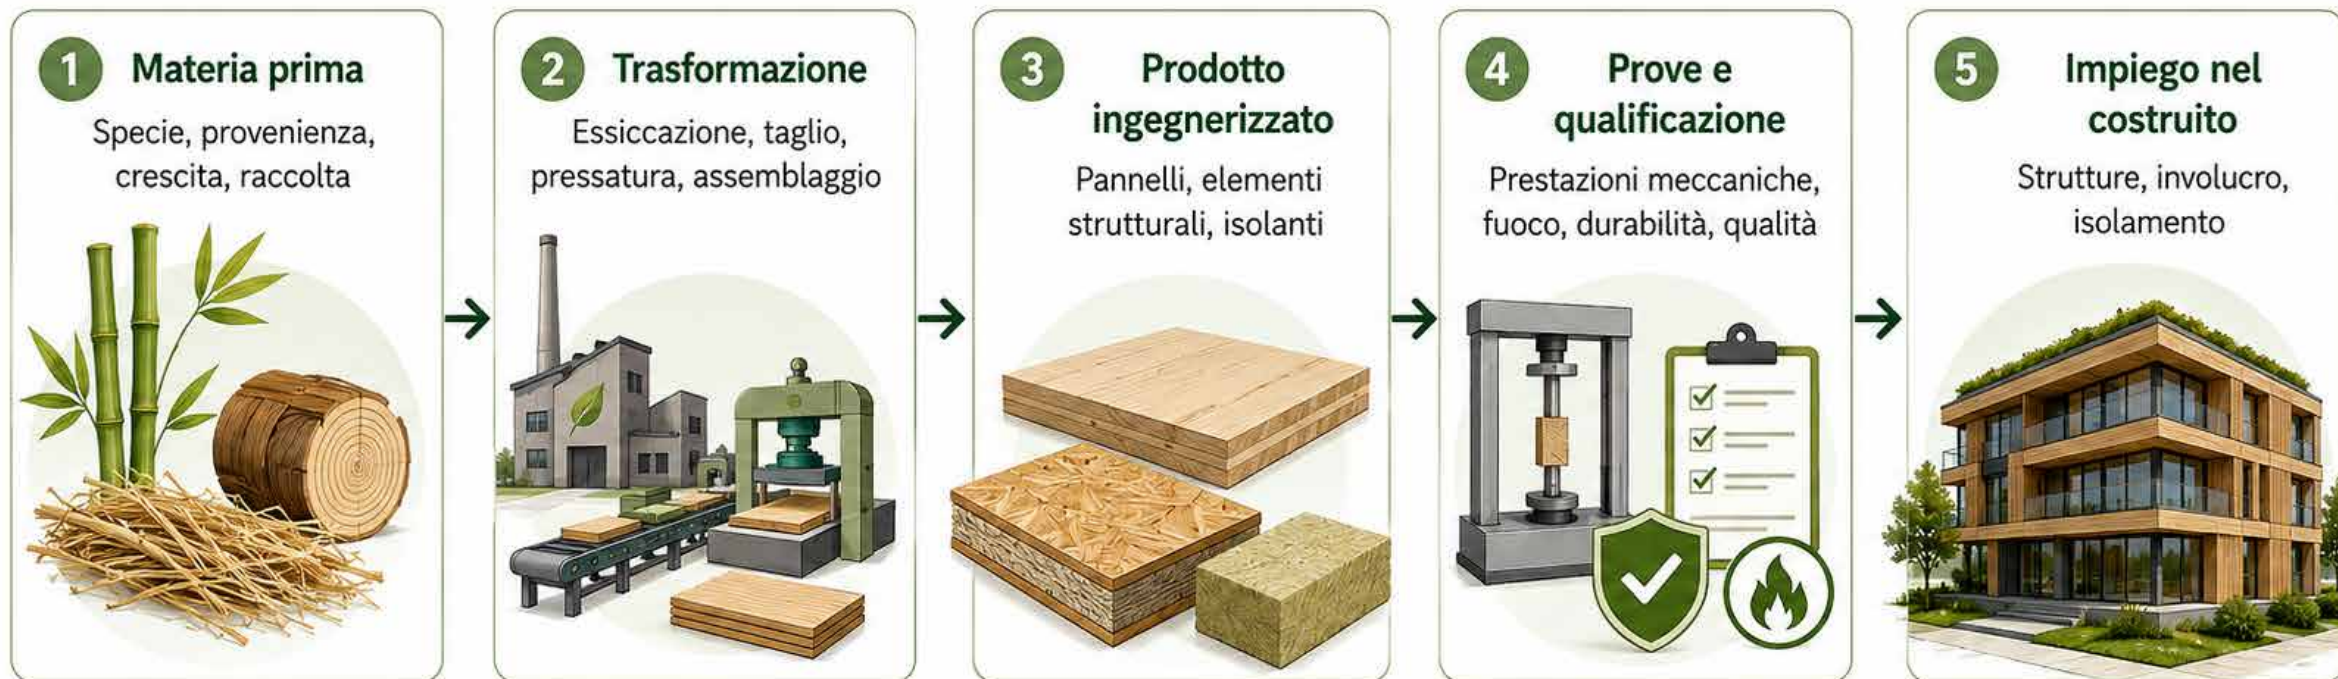 1 Materia prima
Specie, provenienza,
crescita, raccolta
2 Trasformazione
Essiccazione, taglio,
pressatura, assemblaggio
3 Prodotto
ingegnerizzato
Pannelli, elementi
strutturali, isolanti
4 Prove e
qualificazione
Prestazioni meccaniche,
fuoco, durabilità, qualità
5 Impiego nel
costruito
Strutture, involucro,
isolamento